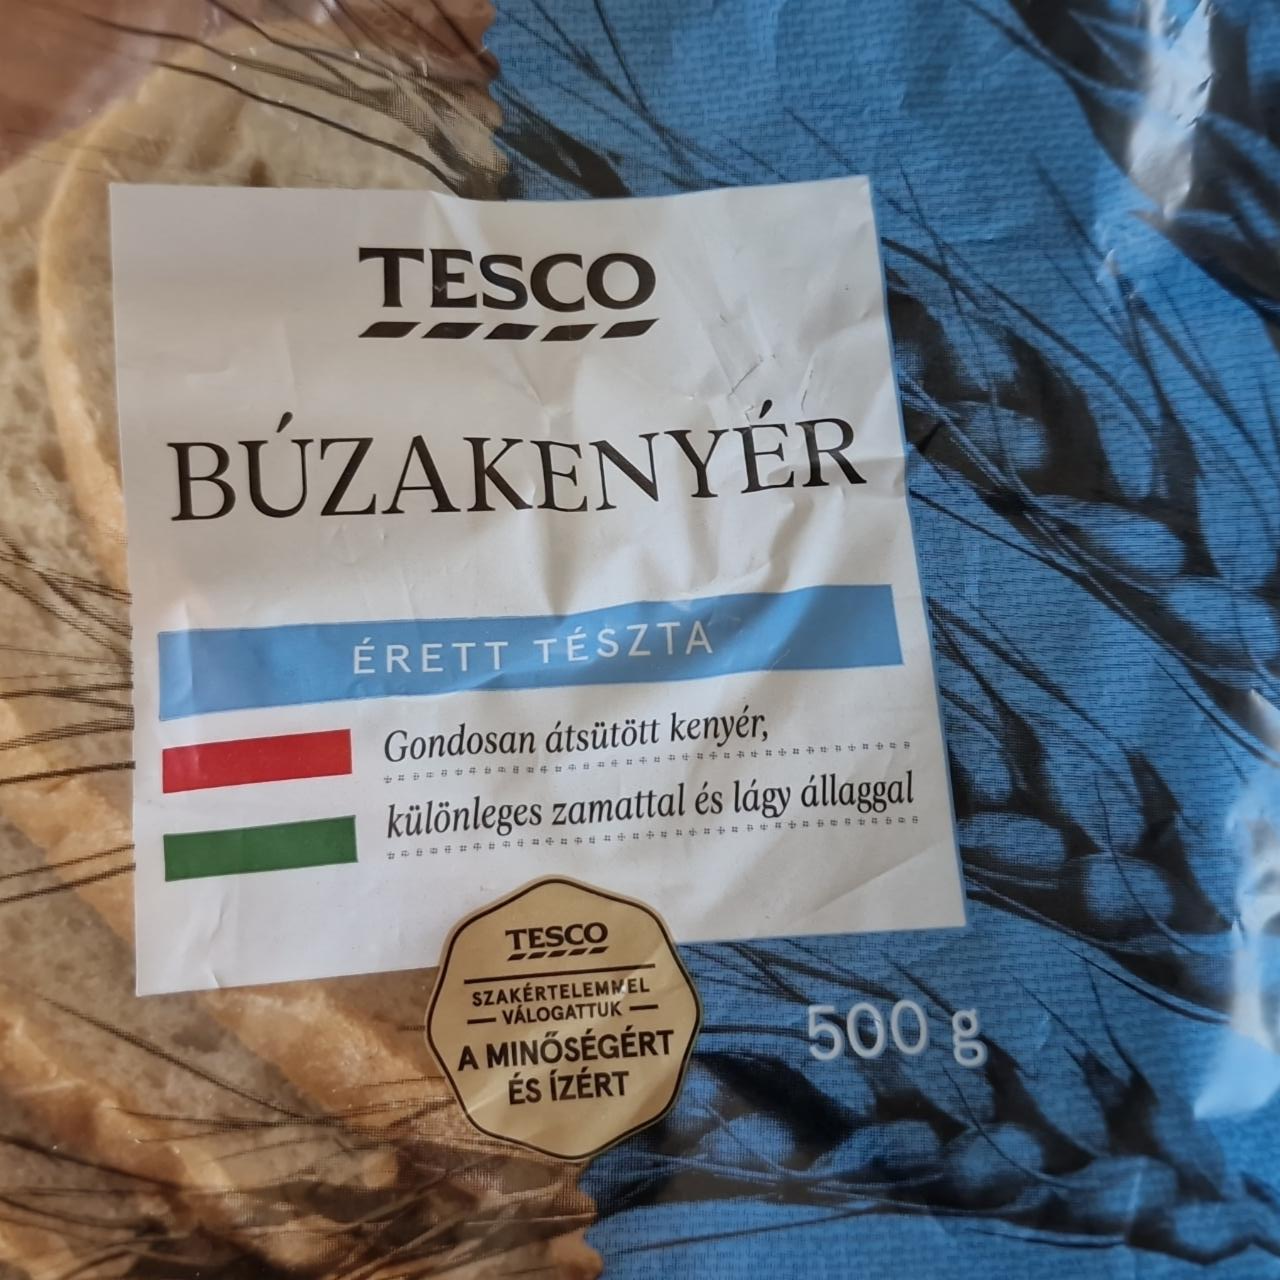 TESCO
BÚZAKENYÉR
ÉRETT TÉSZTA
Gondosan átsütött kenyér,
különleges zamattal és lágy állaggal
TESCO
SZAKÉRTELEMMEL
VÁLOGATTUK
A MINŐSÉGÉRT
ÉS ÍZÉRT
500 g